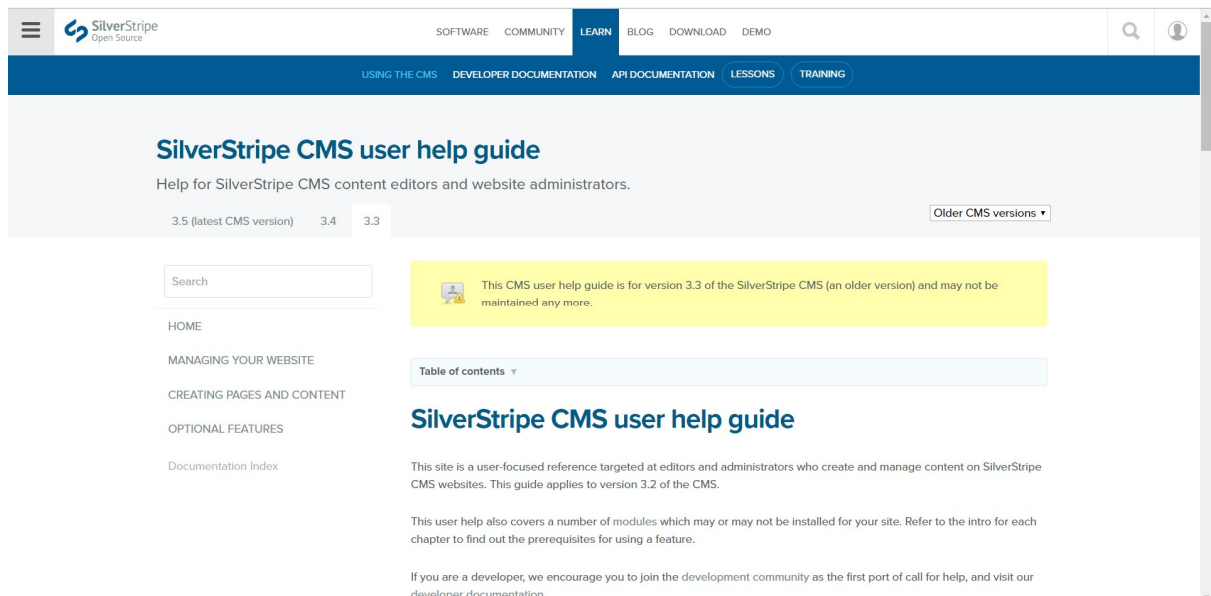 SilverStripe
Open Source
SOFTWARE COMMUNITY LEARN BLOG DOWNLOAD DEMO
USING THE CMS DEVELOPER DOCUMENTATION API DOCUMENTATION LESSONS TRAINING
SilverStripe CMS user help guide
Help for SilverStripe CMS content editors and website administrators.
3.5 (latest CMS version) 3.4 3.3
Older CMS versions
Search
HOME
MANAGING YOUR WEBSITE
CREATING PAGES AND CONTENT
OPTIONAL FEATURES
Documentation Index
This CMS user help guide is for version 3.3 of the SilverStripe CMS (an older version) and may not be
maintained any more.
Table of contents
SilverStripe CMS user help guide
This site is a user-focused reference targeted at editors and administrators who create and manage content on SilverStripe
CMS websites. This guide applies to version 3.2 of the CMS.
This user help also covers a number of modules which may or may not be installed for your site. Refer to the intro for each
chapter to find out the prerequisites for using a feature.
If you are a developer, we encourage you to join the development community as the first port of call for help, and visit our
developer documentation